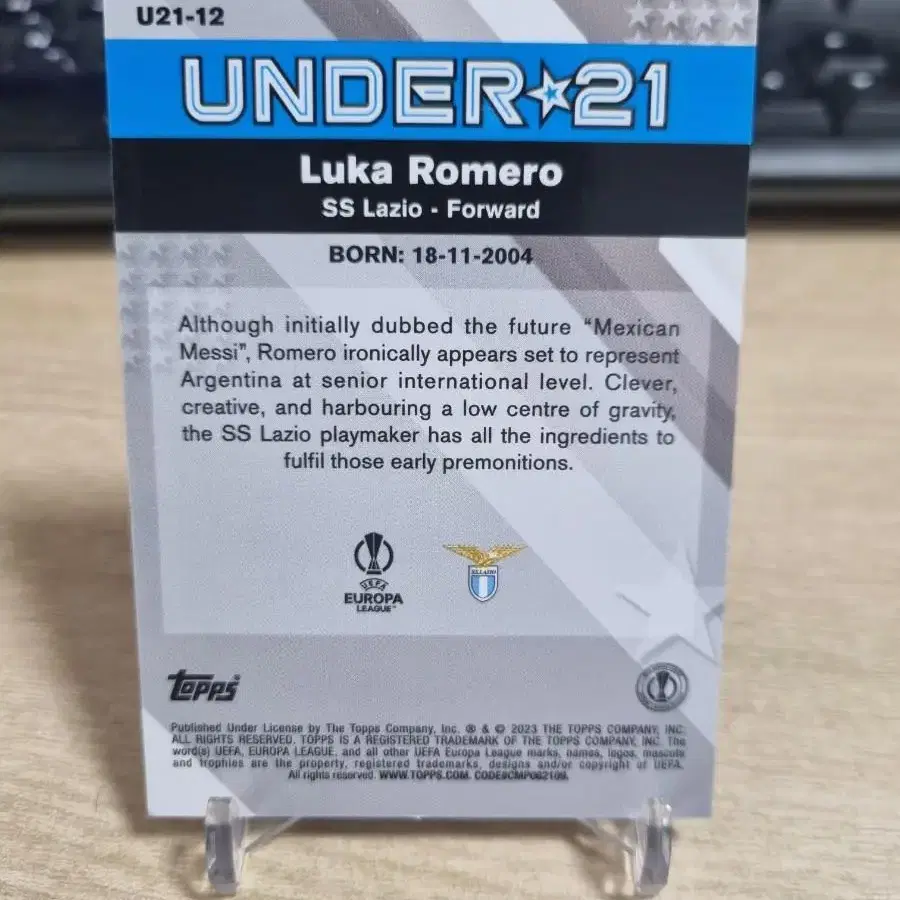 U21-12
UNDER★21
Luka Romero
SS Lazio - Forward
BORN: 18-11-2004
Although initially dubbed the future “Mexican
Messi”, Romero ironically appears set to represent
Argentina at senior international level. Clever,
creative, and harbouring a low centre of gravity,
the SS Lazio playmaker has all the ingredients to
fulfil those early premonitions.
UEFA
EUROPA
LEAGUE™
S.S.LAZIO
Topps®
Published Under License by The Topps Company, Inc. ® & © 2023 THE TOPPS COMPANY, INC.
ALL RIGHTS RESERVED. TOPPS IS A REGISTERED TRADEMARK OF THE TOPPS COMPANY, INC. The
word(s) UEFA, EUROPA LEAGUE, and all other UEFA Europa League marks, names, logos, mascots
and trophies are the property, registered trademarks, designs and/or copyright of UEFA.
All rights reserved. WWW.TOPPS.COM.